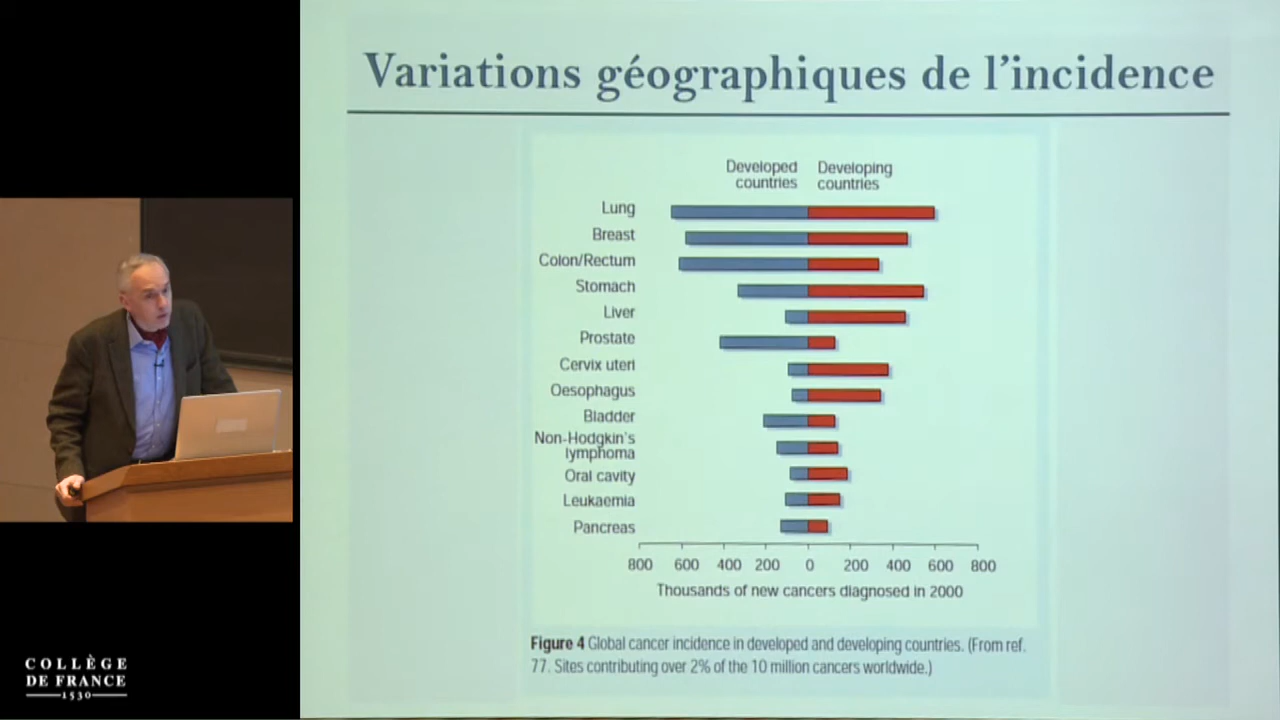 Variations géographiques de l'incidence
Developed
countries
Developing
countries
Lung
Breast
Colon/Rectum
Stomach
Liver
Prostate
Cervix uteri
Oesophagus
Bladder
Non-Hodgkin's
lymphoma
Oral cavity
Leukaemia
Pancreas
800 600 400 200 0 200 400 600 800
Thousands of new cancers diagnosed in 2000
Figure 4 Global cancer incidence in developed and developing countries. (From ref.
77. Sites contributing over 2% of the 10 million cancers worldwide.)
COLLÈGE
DE FRANCE
1530